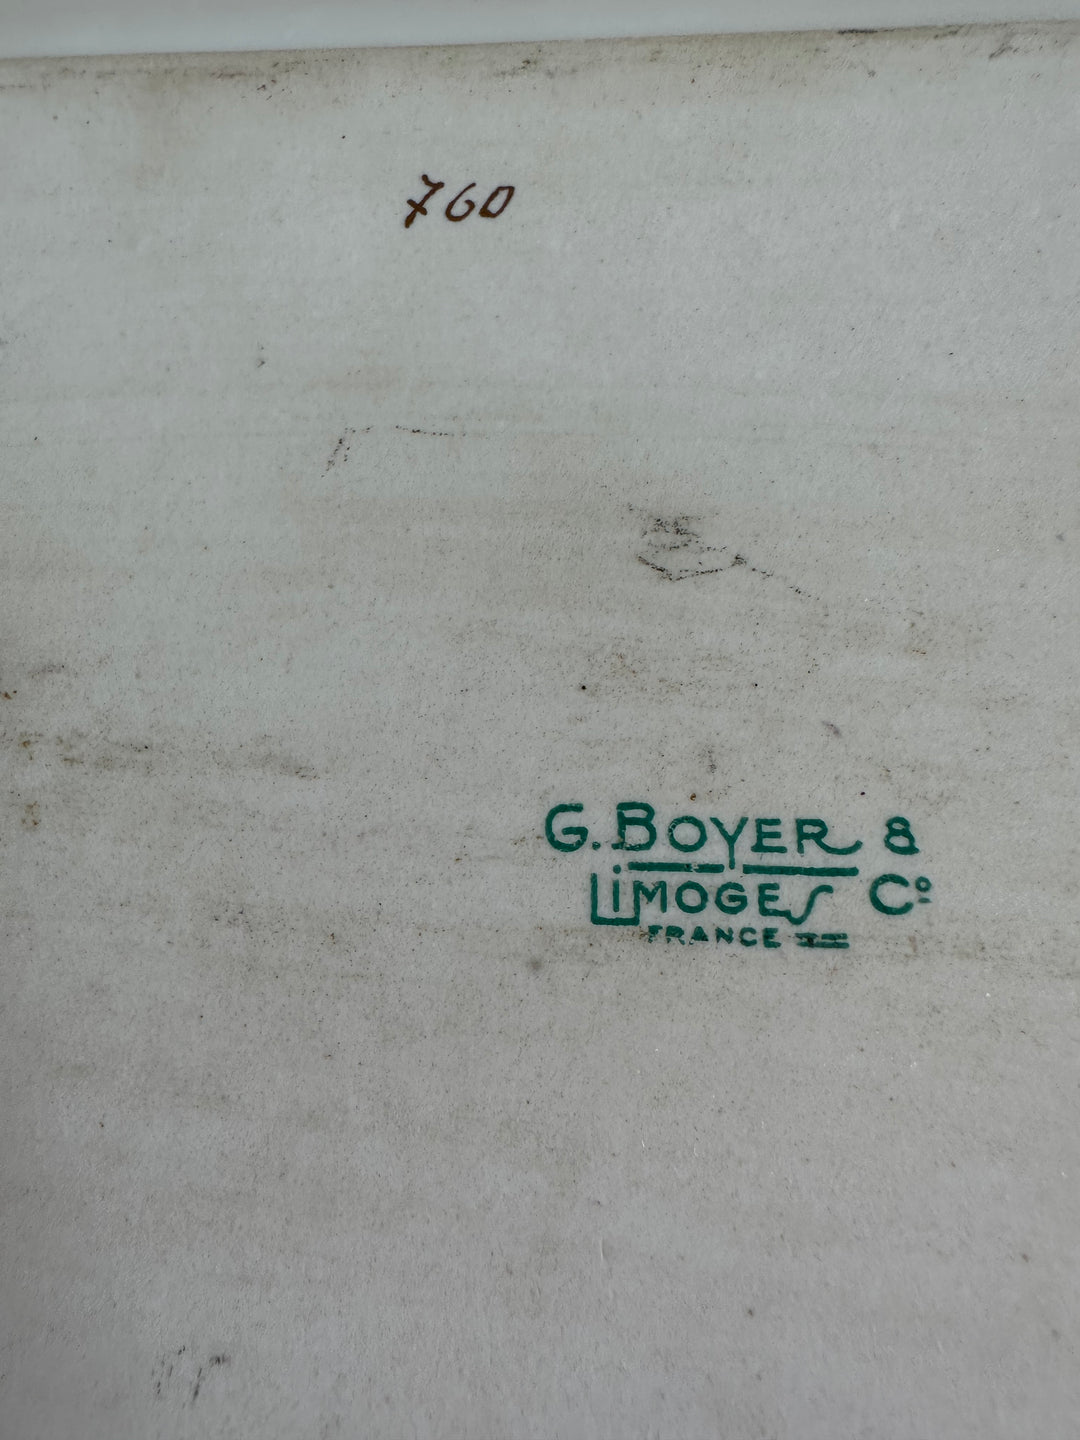 760
G. BOYER &
LIMOGES Cº
FRANCE